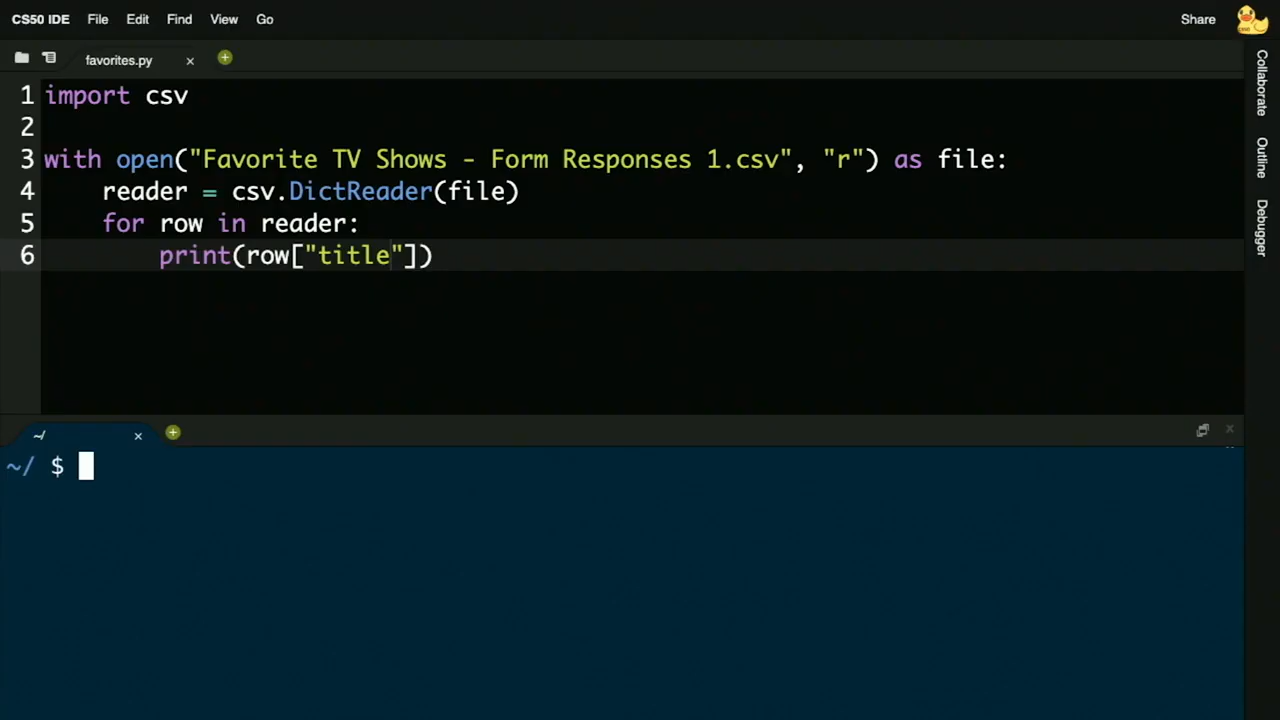 CS50 IDE File Edit Find View Go Share
favorites.py
1 import csv
2
3 with open("Favorite TV Shows - Form Responses 1.csv", "r") as file:
4     reader = csv.DictReader(file)
5     for row in reader:
6         print(row["title"])
~/
~/ $
Collaborate
Outline
Debugger